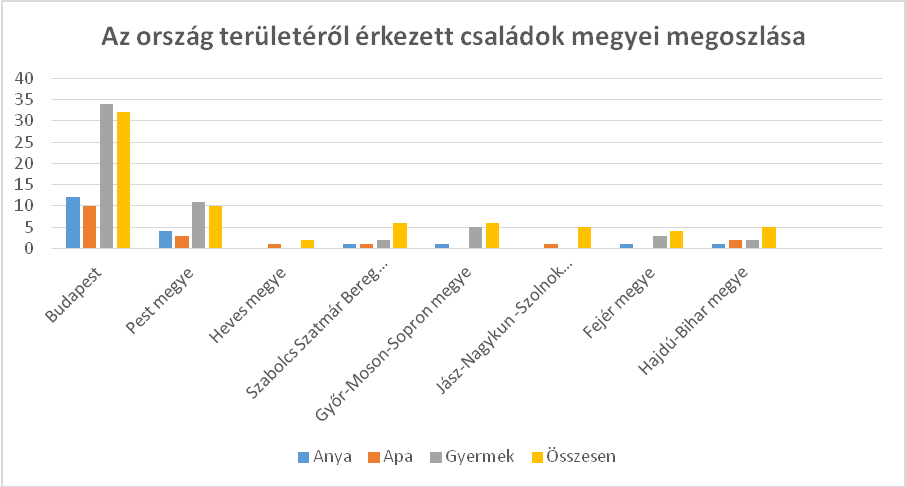 Az ország területéről érkezett családok megyei megoszlása
40
35
30
25
20
15
10
5
0
Budapest
Pest megye
Heves megye
Szabolcs Szatmár Bereg...
Győr-Moson-Sopron megye
Jász-Nagykun -Szolnok...
Fejér megye
Hajdú-Bihar megye
Anya
Apa
Gyermek
Összesen